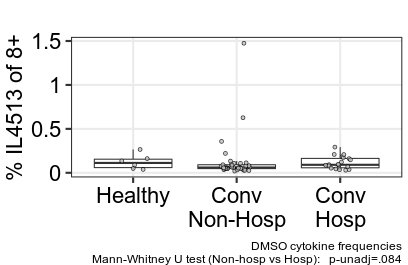 % IL4513 of 8+
1.5
1
0.5
0
Healthy
Conv
Non-Hosp
Conv
Hosp
DMSO cytokine frequencies
Mann-Whitney U test (Non-hosp vs Hosp): p-unadj=.084